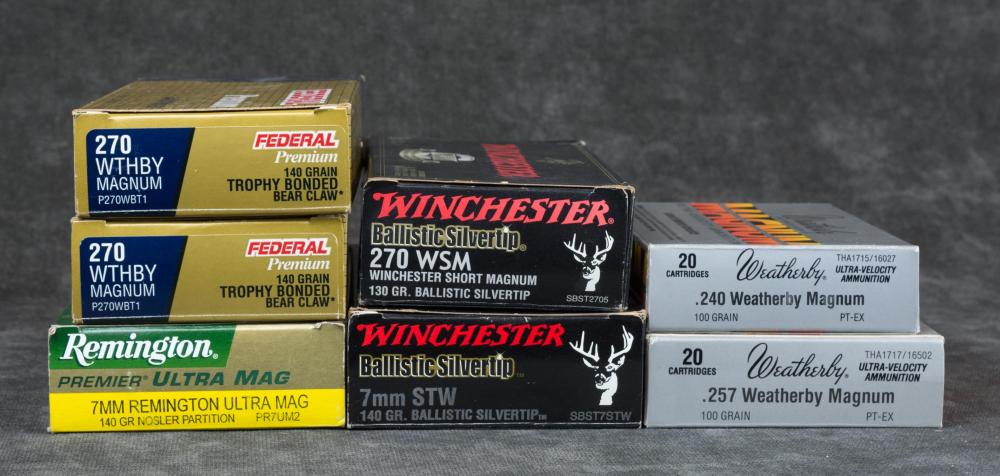 270
WTHBY
MAGNUM
P270WBT1
FEDERAL
Premium
140 GRAIN
TROPHY BONDED
BEAR CLAW*
270
WTHBY
MAGNUM
P270WBT1
FEDERAL
Premium
140 GRAIN
TROPHY BONDED
BEAR CLAW*
Remington®
PREMIER® ULTRA MAG
7MM REMINGTON ULTRA MAG
140 GR NOSLER PARTITION PR7UM2
WINCHESTER®
Ballistic Silvertip®
270 WSM
WINCHESTER SHORT MAGNUM
130 GR. BALLISTIC SILVERTIP
SBST2705
WINCHESTER
Ballistic Silvertip™
7mm STW
140 GR. BALLISTIC SILVERTIP™
SBST7STW
20
CARTRIDGES
Weatherby®
THA1715/16027
ULTRA-VELOCITY
AMMUNITION
.240 Weatherby Magnum
100 GRAIN PT-EX
20
CARTRIDGES
Weatherby®
THA1717/16502
ULTRA-VELOCITY
AMMUNITION
.257 Weatherby Magnum
100 GRAIN PT-EX